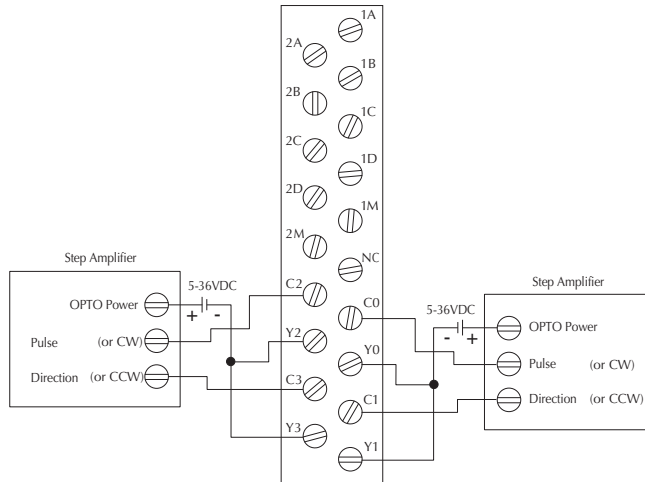 1A
2A
1B
2B
1C
2C
1D
2D
1M
2M
NC
C2
C0
Y2
Y0
C3
C1
Y3
Y1
Step Amplifier
OPTO Power
Pulse (or CW)
Direction (or CCW)
5-36VDC
+ -
Step Amplifier
5-36VDC
- +
OPTO Power
Pulse (or CW)
Direction (or CCW)